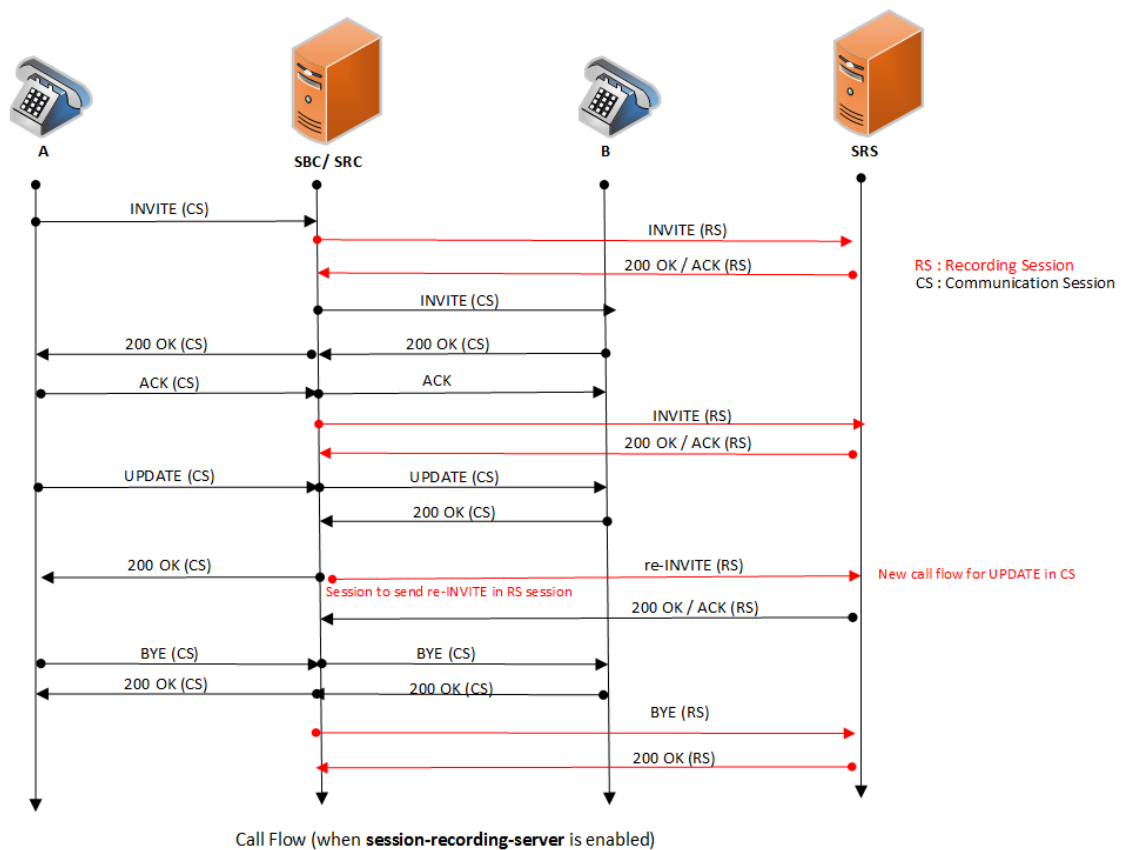 A
SBC/ SRC
B
SRS
INVITE (CS)
INVITE (RS)
200 OK / ACK (RS)
RS : Recording Session
CS : Communication Session
INVITE (CS)
200 OK (CS)
200 OK (CS)
ACK (CS)
ACK
INVITE (RS)
200 OK / ACK (RS)
UPDATE (CS)
UPDATE (CS)
200 OK (CS)
200 OK (CS)
re-INVITE (RS)
New call flow for UPDATE in CS
Session to send re-INVITE in RS session
200 OK / ACK (RS)
BYE (CS)
BYE (CS)
200 OK (CS)
200 OK (CS)
BYE (RS)
200 OK (RS)
Call Flow (when session-recording-server is enabled)